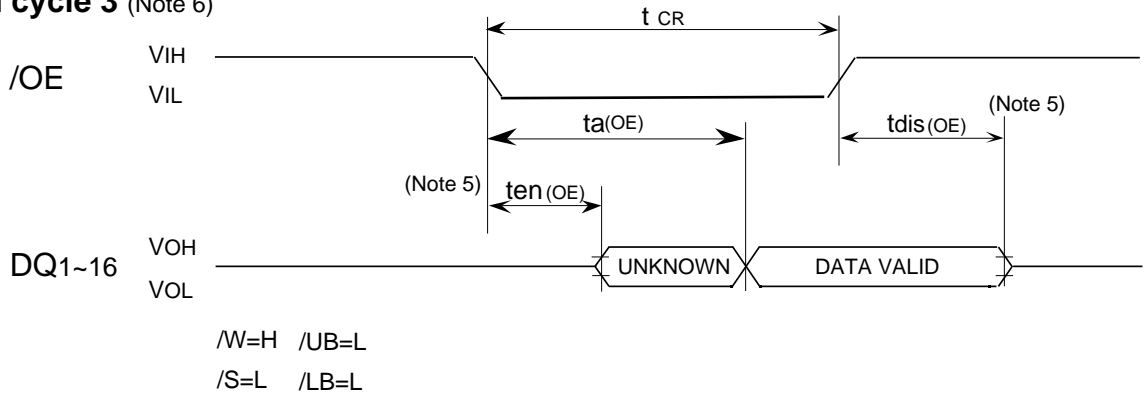 cycle 3 (Note 6)
t CR
/OE
VIH
VIL
ta(OE)
tdis(OE)
(Note 5)
(Note 5)
ten(OE)
DQ1~16
VOH
VOL
UNKNOWN
DATA VALID
/W=H /UB=L
/S=L /LB=L